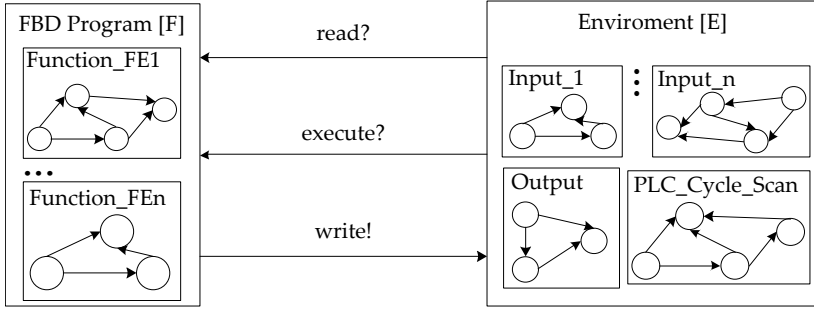 FBD Program [F]
Function_FE1
...
Function_FEn
read?
execute?
write!
Enviroment [E]
Input_1
Input_n
Output
PLC_Cycle_Scan